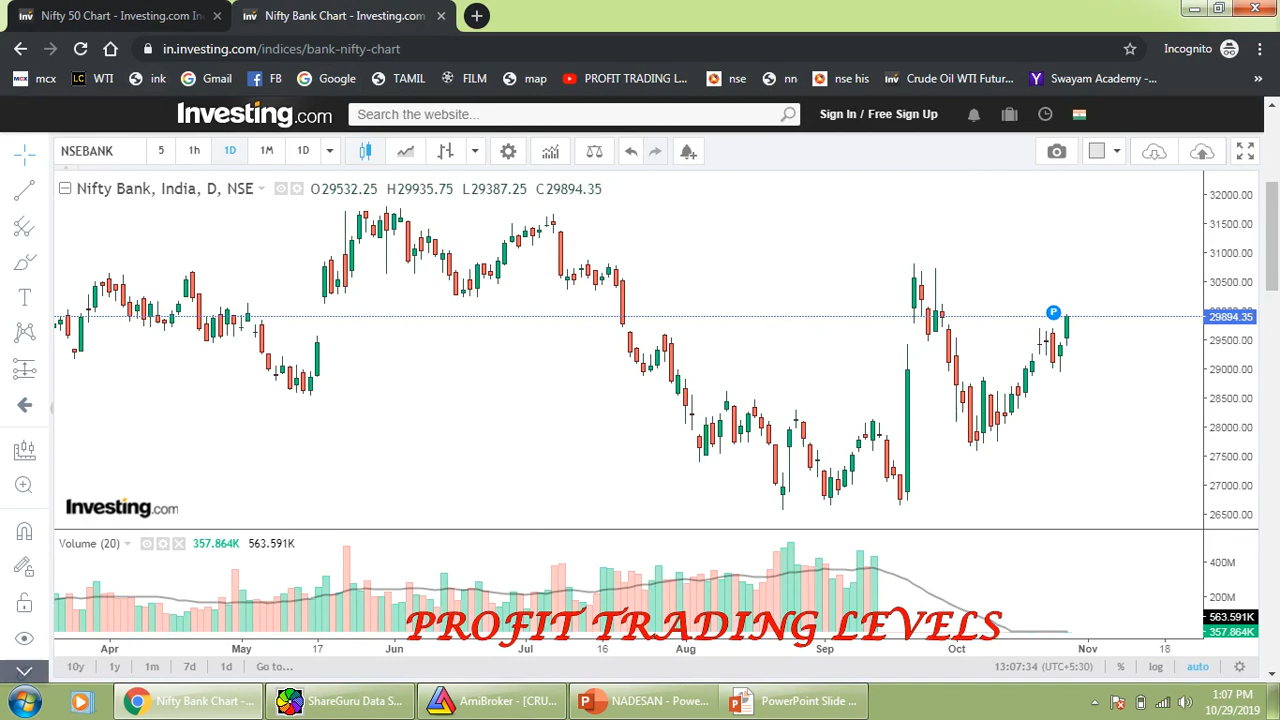 Nifty 50 Chart - Investing.com In
Nifty Bank Chart - Investing.com
in.investing.com/indices/bank-nifty-chart
Incognito
mcx
WTI
ink
Gmail
FB
Google
TAMIL
FILM
map
PROFIT TRADING L...
nse
nn
nse his
Crude Oil WTI Futur...
Swayam Academy -...
»
Investing.com
Search the website...
Sign In / Free Sign Up
NSEBANK
5
1h
1D
1M
1D
Nifty Bank, India, D, NSE
O29532.25 H29935.75 L29387.25 C29894.35
32000.00
31500.00
31000.00
30500.00
P
29894.35
29500.00
29000.00
28500.00
28000.00
27500.00
27000.00
26500.00
Investing.com
Volume (20)
357.864K
563.591K
400M
200M
563.591K
357.864K
PROFIT TRADING LEVELS
Apr
May
17
Jun
Jul
16
Aug
Sep
Oct
Nov
18
10y
1y
1m
7d
1d
Go to...
13:07:34 (UTC+5:30)
%
log
auto
Nifty Bank Chart -...
ShareGuru Data S...
AmiBroker - [CRU...
NADESAN - Powe...
PowerPoint Slide ...
1:07 PM
10/29/2019